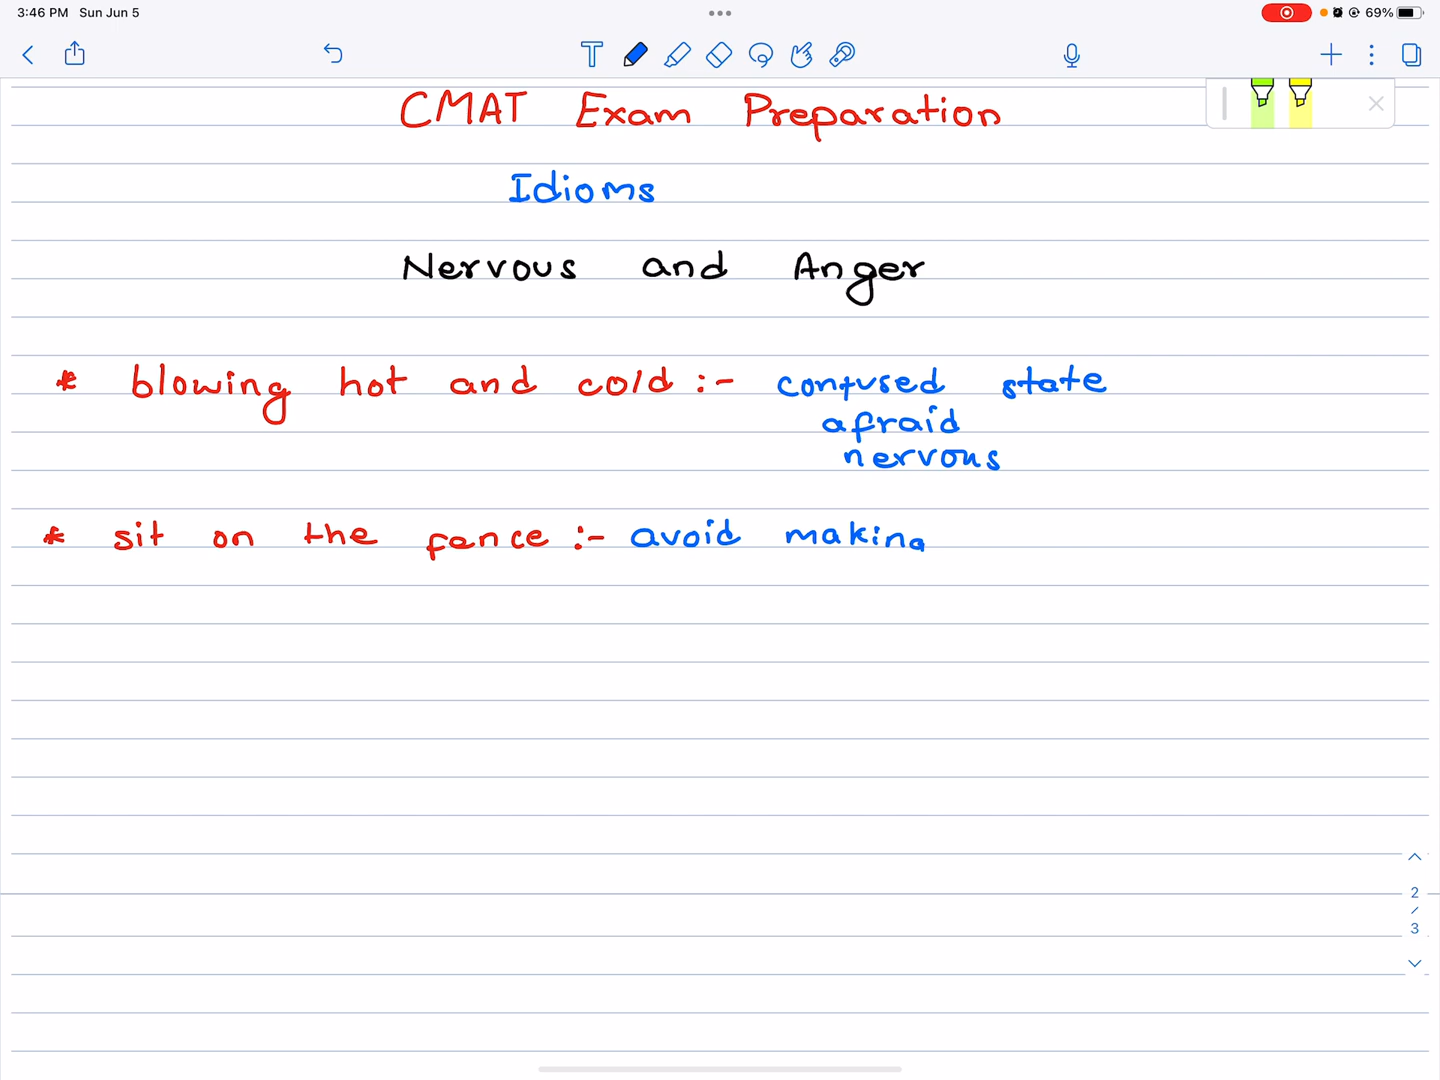 3:46 PM Sun Jun 5
69%
CMAT Exam Preparation
Idioms
Nervous and Anger
* blowing hot and cold :- confused state
afraid
nervous
* sit on the fence :- avoid making
2
/
3